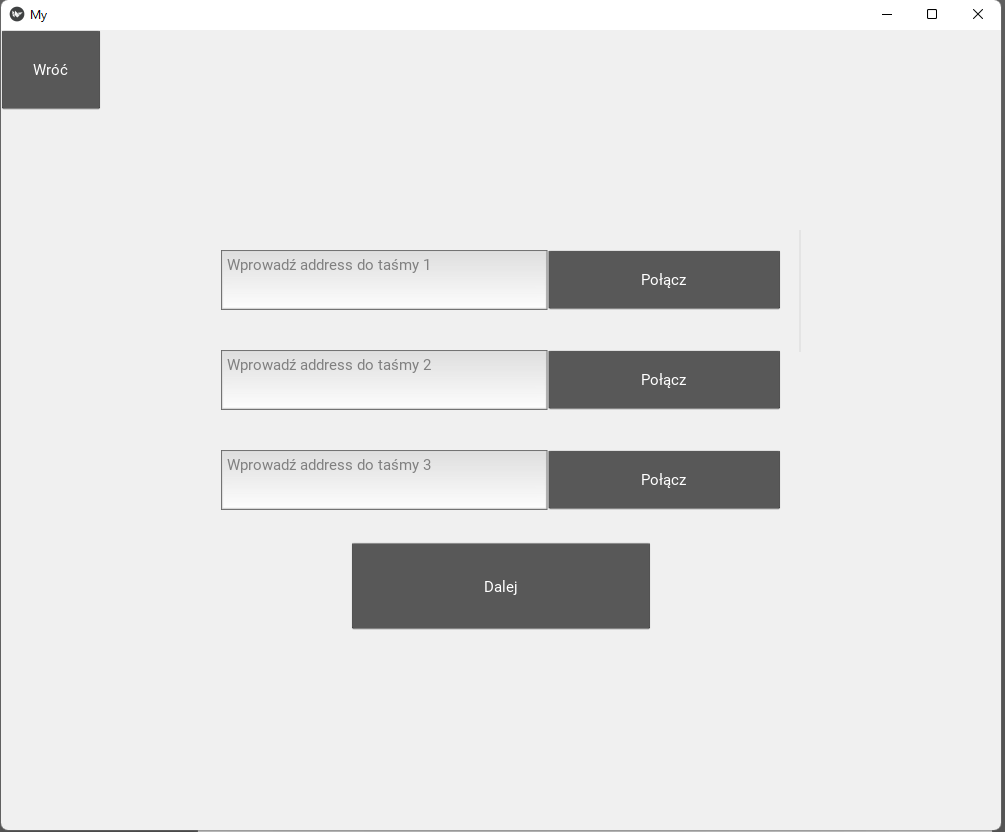 My
Wróć
Wprowadź address do taśmy 1
Połącz
Wprowadź address do taśmy 2
Połącz
Wprowadź address do taśmy 3
Połącz
Dalej